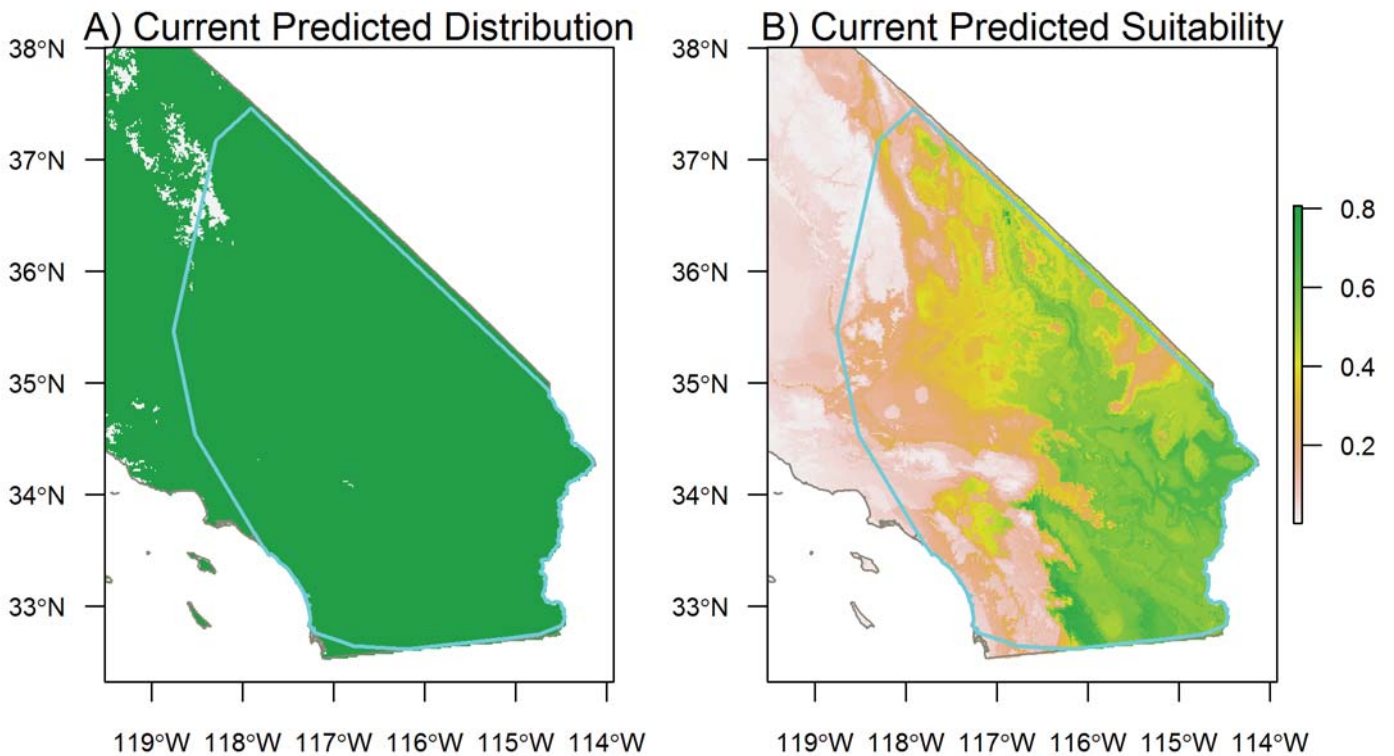 A) Current Predicted Distribution
38°N
37°N
36°N
35°N
34°N
33°N
119°W 118°W 117°W 116°W 115°W 114°W
B) Current Predicted Suitability
38°N
37°N
36°N
35°N
34°N
33°N
119°W 118°W 117°W 116°W 115°W 114°W
0.8
0.6
0.4
0.2